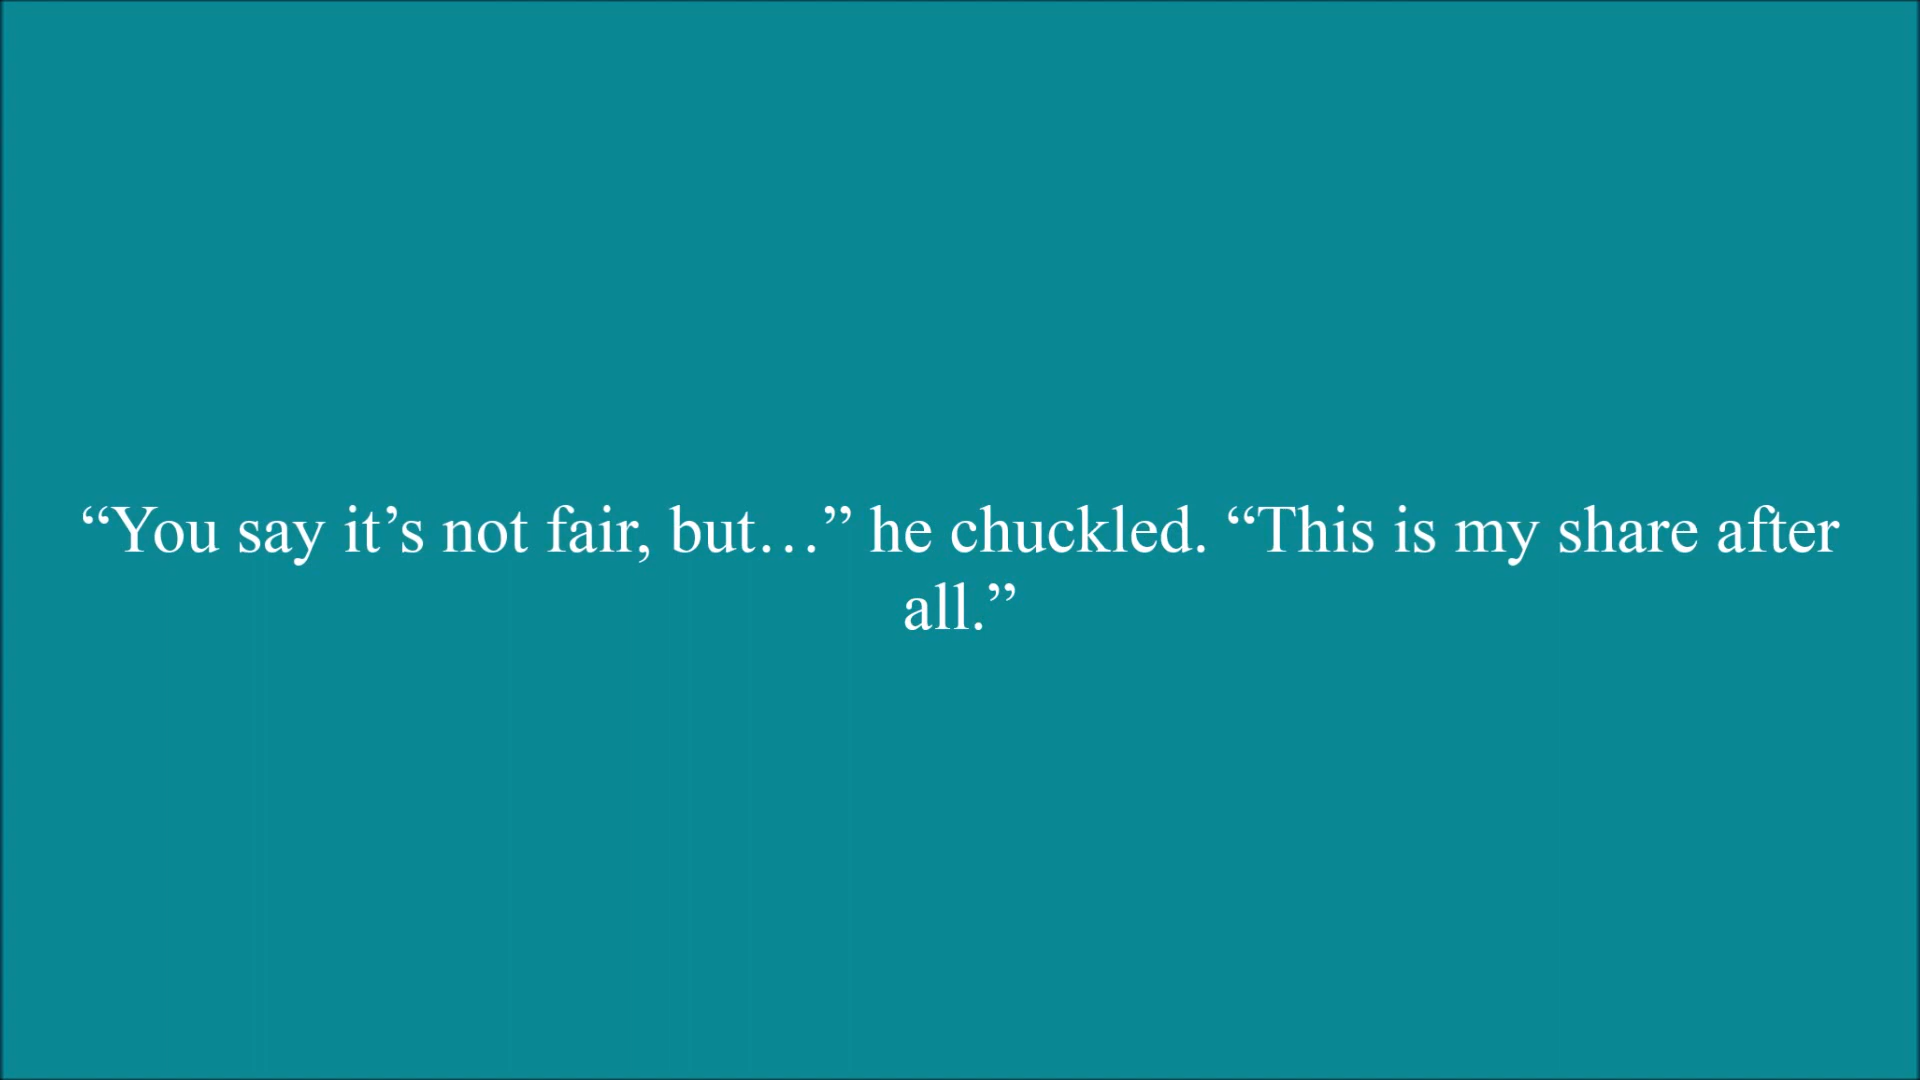 “You say it’s not fair, but…” he chuckled. “This is my share after
all.”